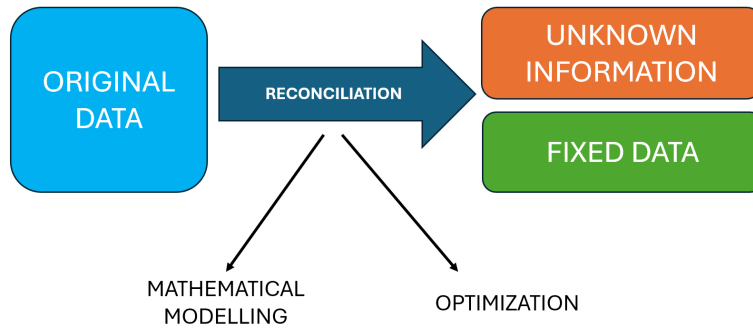 ORIGINAL
DATA
RECONCILIATION
UNKNOWN
INFORMATION
FIXED DATA
MATHEMATICAL
MODELLING
OPTIMIZATION